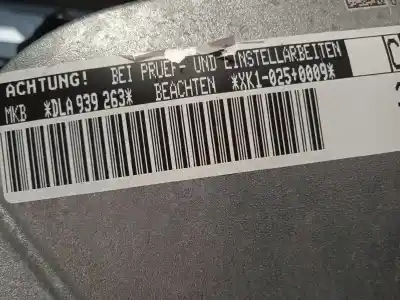 ACHTUNG! BEI PRUEF- UND EINSTELLARBEITEN
MKB *DLA 939 263* BEACHTEN *XK1-025+0009*